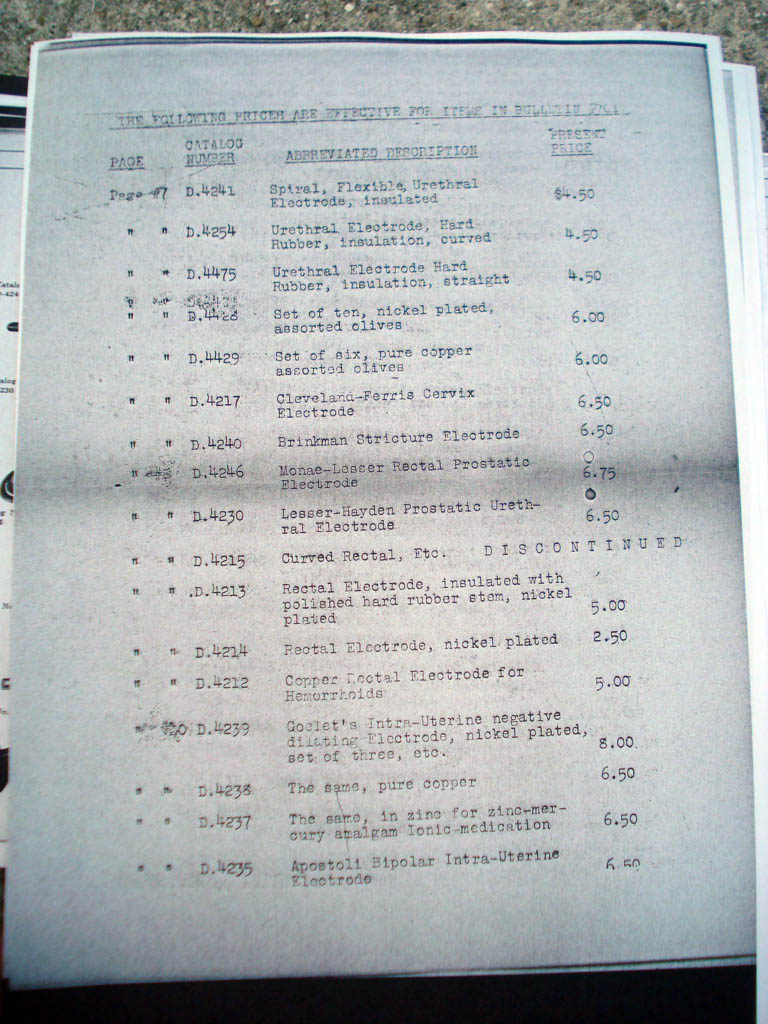 THE FOLLOWING PRICES ARE EFFECTIVE FOR ITEMS IN BULLETIN
PAGE CATALOG NUMBER ABBREVIATED DESCRIPTION PRESENT PRICE
Page #7 D.4241 Spiral, Flexible, Urethral $4.50
Electrode, insulated
" " D.4254 Urethral Electrode, Hard 4.50
Rubber, insulation, curved
" " D.4475 Urethral Electrode Hard 4.50
Rubber, insulation, straight
" " D.4428 Set of ten, nickel plated, 6.00
assorted olives
" " D.4429 Set of six, pure copper 6.00
assorted olives
" " D.4217 Cleveland-Ferris Cervix 6.50
Electrode
" " D.4240 Brinkman Stricture Electrode 6.50
" D.4246 Monae-Lesser Rectal Prostatic 6.75
Electrode
" " D.4230 Lesser-Hayden Prostatic Ureth- 6.50
ral Electrode
" " D.4215 Curved Rectal, Etc. D I S C O N T I N U E D
" " .D.4213 Rectal Electrode, insulated with
polished hard rubber stem, nickel 5.00
plated
" " D.4214 Rectal Electrode, nickel plated 2.50
" " D.4212 Copper Rectal Electrode for 5.00
Hemorrhoids
" D.4239 Goelet's Intra-Uterine negative
dilating Electrode, nickel plated, 8.00
set of three, etc.
" " D.4238 The same, pure copper 6.50
" " D.4237 The same, in zinc for zinc-mer- 6.50
cury amalgam Ionic medication
" " D.4235 Apostoli Bipolar Intra-Uterine 6.50
Electrode